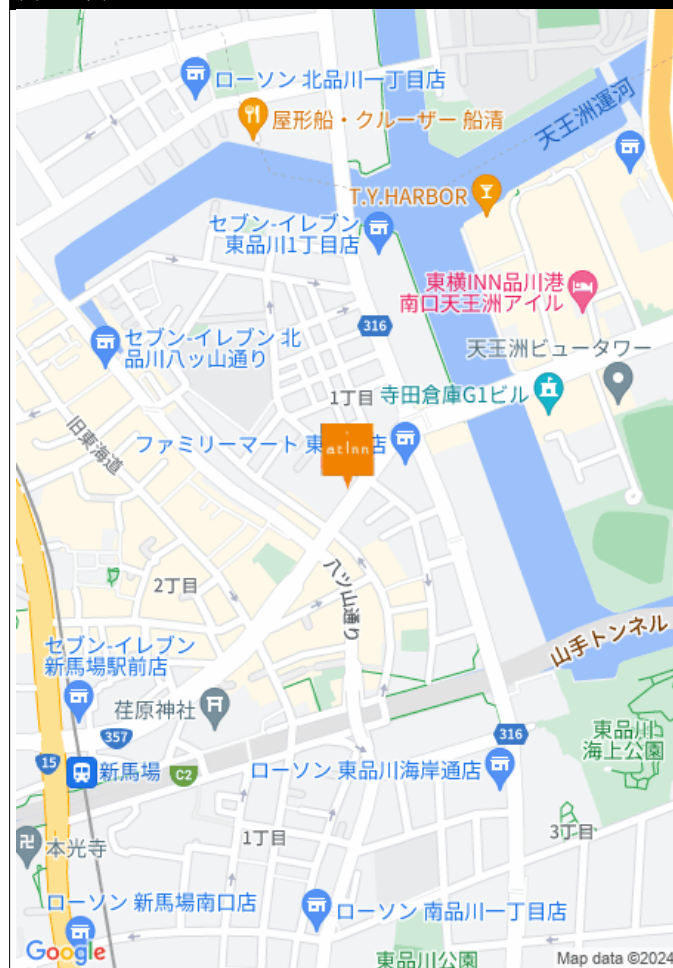 ローソン 北品川一丁目店
屋形船・クルーザー 船清
天王洲運河
T.Y.HARBOR
セブン-イレブン
東品川1丁目店
東横INN品川港
南口天王洲アイル
316
セブン-イレブン 北
品川八ッ山通り
天王洲ビュータワー
1丁目
寺田倉庫G1ビル
旧東海道
ファミリーマート 東
店
at inn
2丁目
八ッ山通り
山手トンネル
セブン-イレブン
新馬場駅前店
荏原神社
357
316
東品川
海上公園
15
新馬場
C2
ローソン 東品川海岸通店
1丁目
3丁目
本光寺
ローソン 新馬場南口店
ローソン 南品川一丁目店
Google
東品川公園
Map data ©2024